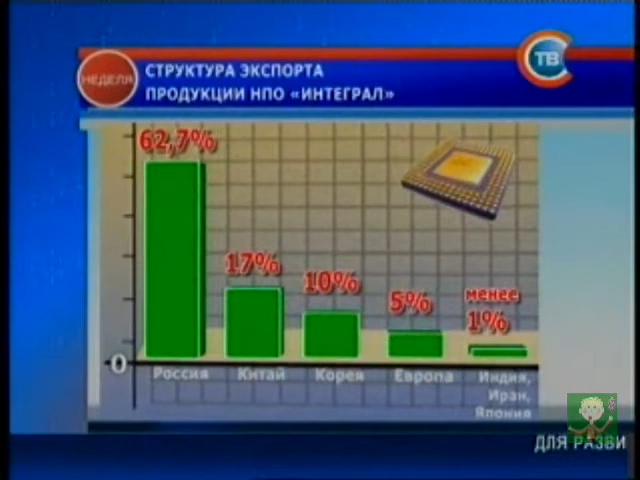 НЕДЕЛЯ
СТРУКТУРА ЭКСПОРТА
ПРОДУКЦИИ НПО «ИНТЕГРАЛ»
СТВ
62,7%
17%
10%
5%
менее
1%
0
Россия
Китай
Корея
Европа
Индия,
Иран,
Япония
ДЛЯ РАЗВИ